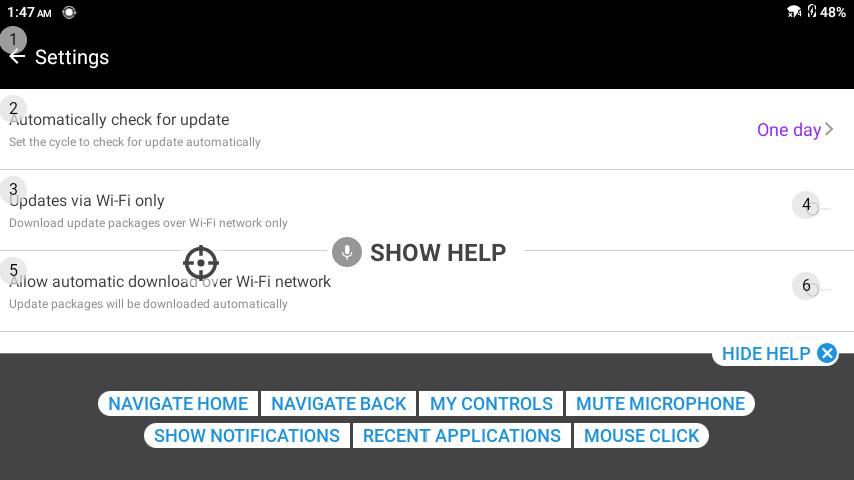 1:47 AM
48%
1
Settings
2
Automatically check for update
Set the cycle to check for update automatically
One day
3
Updates via Wi-Fi only
Download update packages over Wi-Fi network only
4
SHOW HELP
5
Allow automatic download over Wi-Fi network
Update packages will be downloaded automatically
6
HIDE HELP
NAVIGATE HOME
NAVIGATE BACK
MY CONTROLS
MUTE MICROPHONE
SHOW NOTIFICATIONS
RECENT APPLICATIONS
MOUSE CLICK